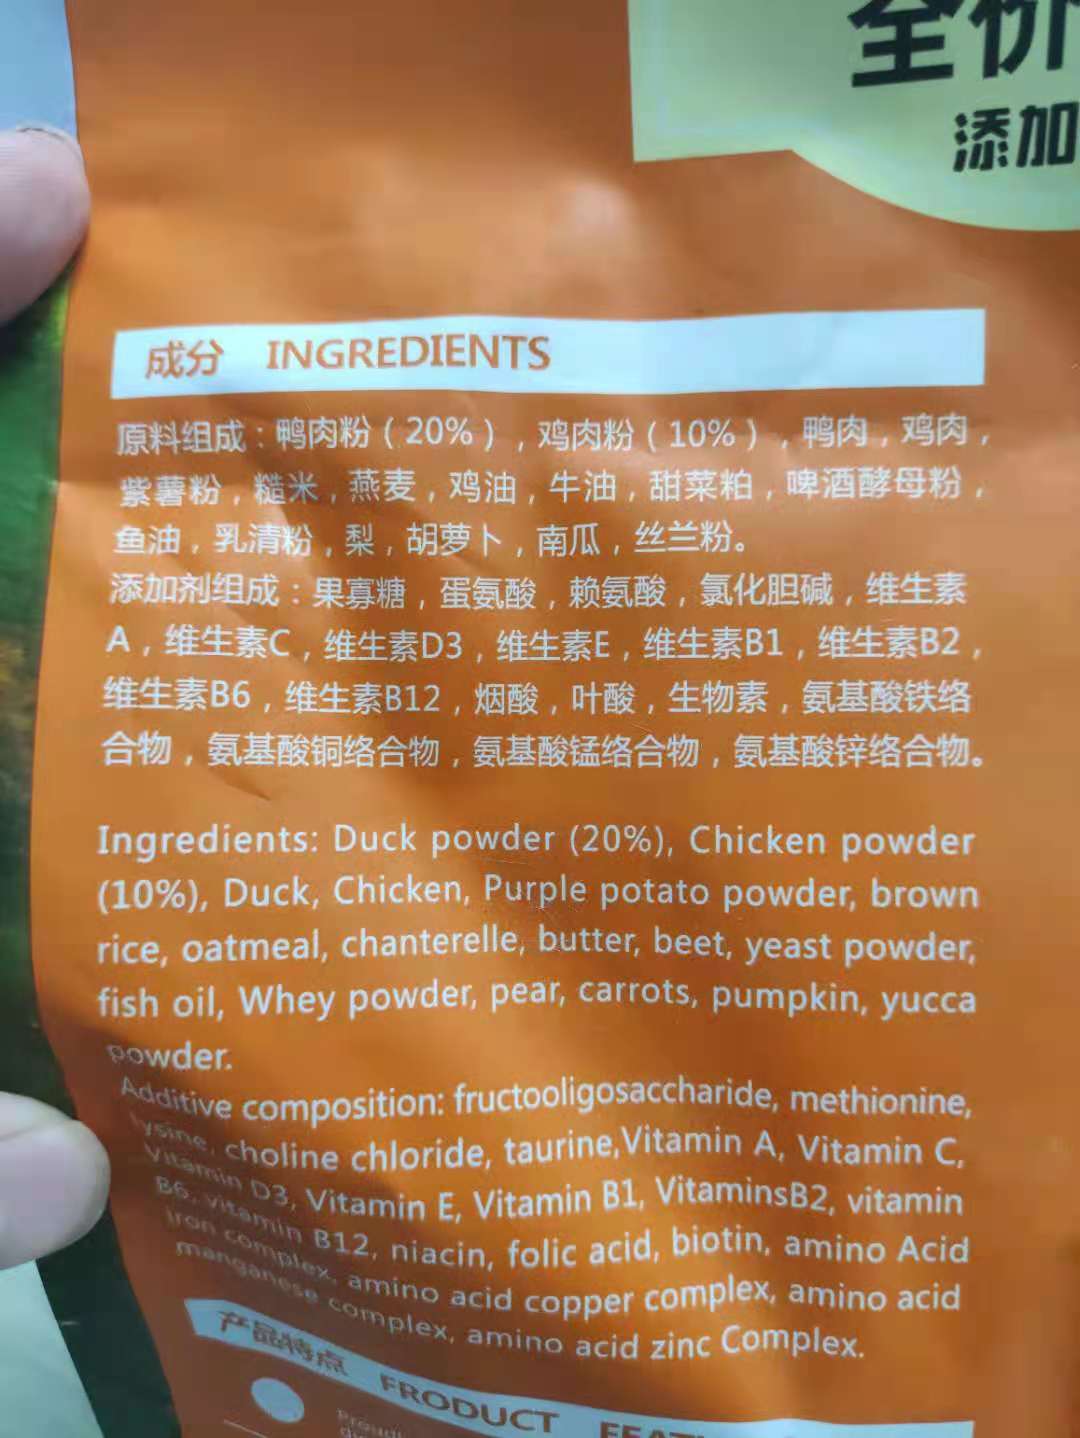 全价
添加
成分 INGREDIENTS
原料组成：鸭肉粉（20%），鸡肉粉（10%），鸭肉，鸡肉，
紫薯粉，糙米，燕麦，鸡油，牛油，甜菜粕，啤酒酵母粉，
鱼油，乳清粉，梨，胡萝卜，南瓜，丝兰粉。
添加剂组成：果寡糖，蛋氨酸，赖氨酸，氯化胆碱，维生素
A，维生素C，维生素D3，维生素E，维生素B1，维生素B2，
维生素B6，维生素B12，烟酸，叶酸，生物素，氨基酸铁络
合物，氨基酸铜络合物，氨基酸锰络合物，氨基酸锌络合物。
Ingredients: Duck powder (20%), Chicken powder
(10%), Duck, Chicken, Purple potato powder, brown
rice, oatmeal, chanterelle, butter, beet, yeast powder,
fish oil, Whey powder, pear, carrots, pumpkin, yucca
powder.
Additive composition: fructooligosaccharide, methionine,
lysine, choline chloride, taurine,Vitamin A, Vitamin C,
Vitamin D3, Vitamin E, Vitamin B1, VitaminsB2, vitamin
B6, vitamin B12, niacin, folic acid, biotin, amino Acid
Iron complex, amino acid copper complex, amino acid
manganese complex, amino acid zinc Complex.
产品特点 FRODUCT